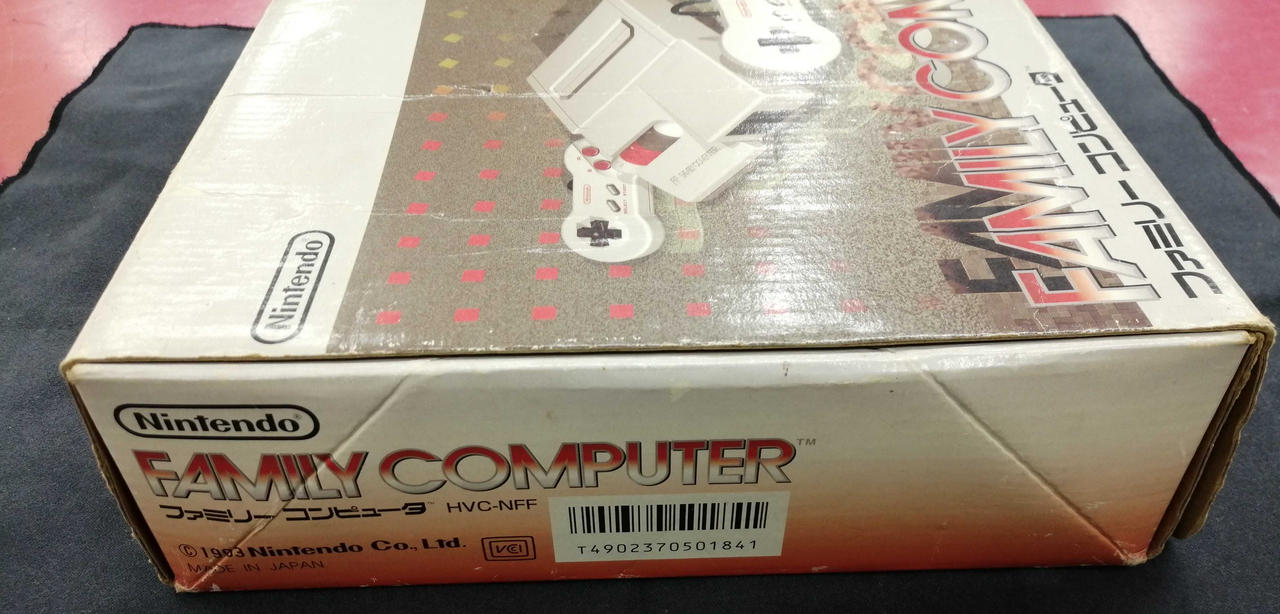 Nintendo
FAMILY COM
ファミリーコンピュータ
Nintendo®
FAMILY COMPUTER™
ファミリーコンピュータ™ HVC-NFF
© 1993 Nintendo Co., Ltd.
VCI
MADE IN JAPAN
T4902370501841